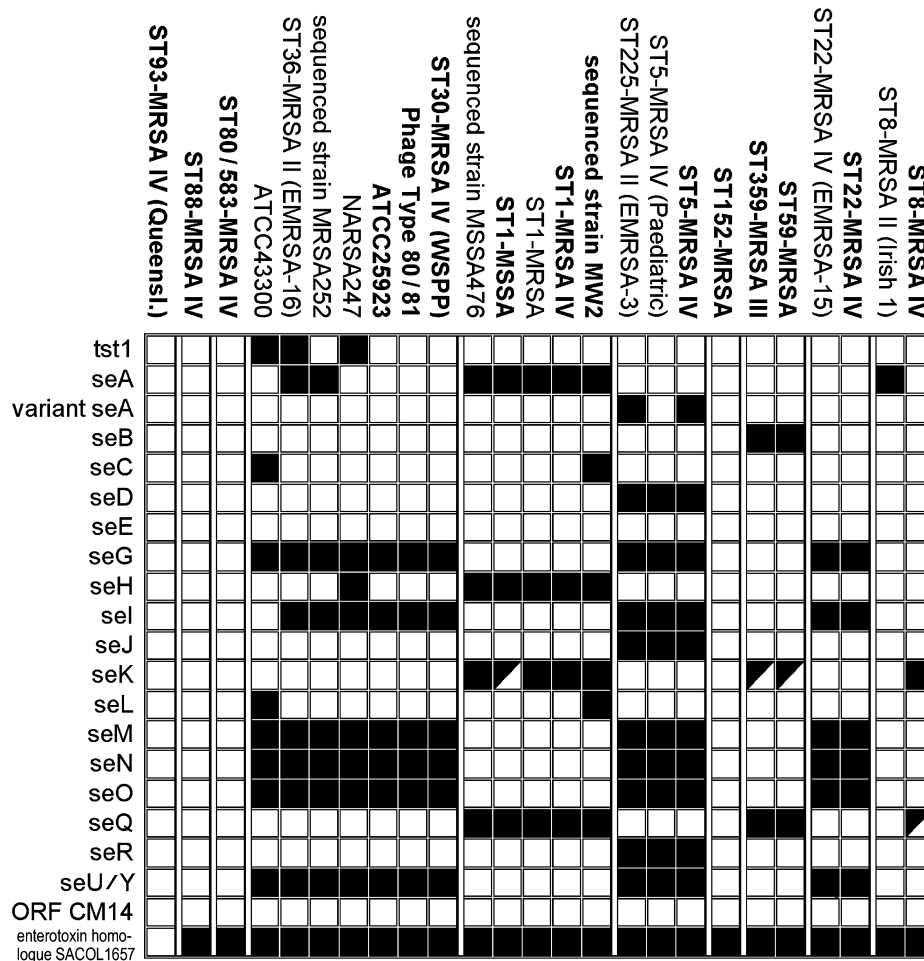 ST93-MRSA IV (Queensl.)
ST88-MRSA IV
ST80 / 583-MRSA IV
ATCC43300
ST36-MRSA II (EMRSA-16)
sequenced strain MRSA252
NARSA247
ATCC25923
Phage Type 80 / 81
ST30-MRSA IV (WSPP)
sequenced strain MSSA476
ST1-MSSA
ST1-MRSA
ST1-MRSA IV
sequenced strain MW2
ST225-MRSA II (EMRSA-3)
ST5-MRSA IV (Paediatric)
ST5-MRSA IV
ST152-MRSA
ST359-MRSA III
ST59-MRSA
ST22-MRSA IV (EMRSA-15)
ST22-MRSA IV
ST8-MRSA II (Irish 1)
ST8-MRSA IV
tst1
seA
variant seA
seB
seC
seD
seE
seG
seH
seI
seJ
seK
seL
seM
seN
seO
seQ
seR
seU/Y
ORF CM14
enterotoxin homo-
logue SACOL1657